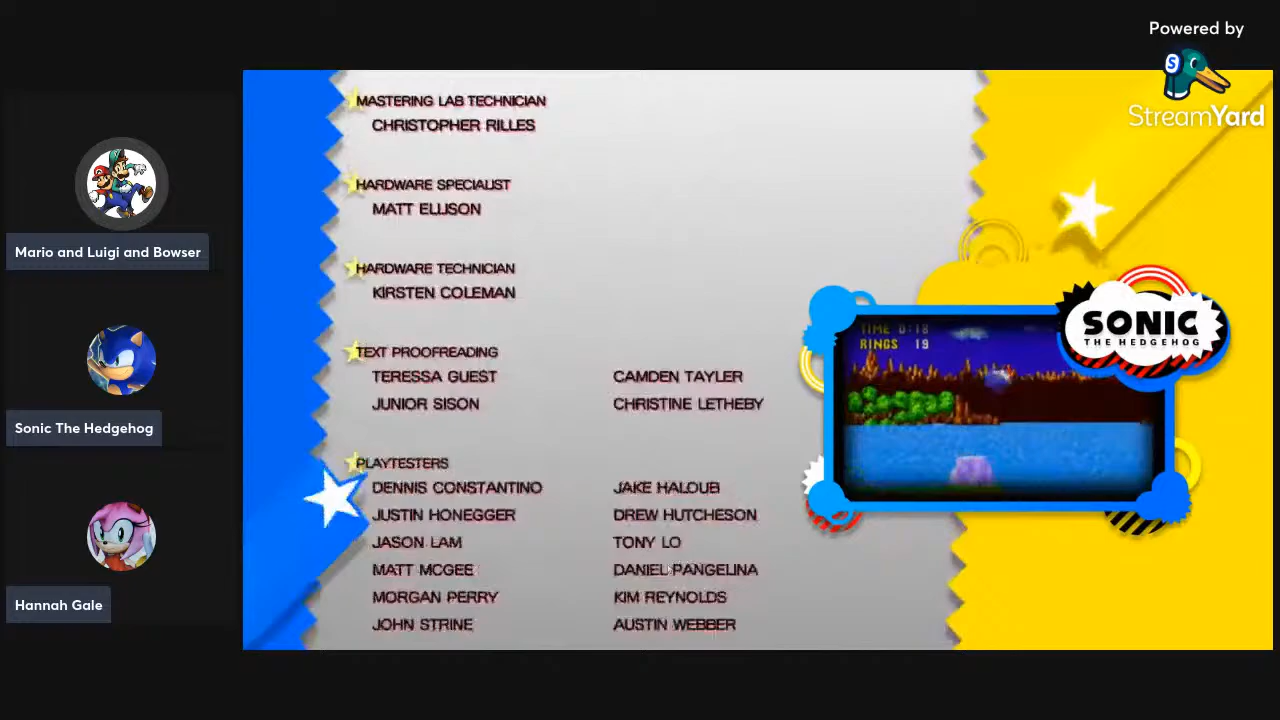 Powered by
StreamYard
Mario and Luigi and Bowser
Sonic The Hedgehog
Hannah Gale
MASTERING LAB TECHNICIAN
CHRISTOPHER RILLES
HARDWARE SPECIALIST
MATT ELLISON
HARDWARE TECHNICIAN
KIRSTEN COLEMAN
TEXT PROOFREADING
TERESSA GUEST CAMDEN TAYLER
JUNIOR SISON CHRISTINE LETHEBY
PLAYTESTERS
DENNIS CONSTANTINO JAKE HALOUB
JUSTIN HONEGGER DREW HUTCHESON
JASON LAM TONY LO
MATT MCGEE DANIEL PANGELINA
MORGAN PERRY KIM REYNOLDS
JOHN STRINE AUSTIN WEBBER
TIME 0:18
RINGS 19
SONIC
THE HEDGEHOG